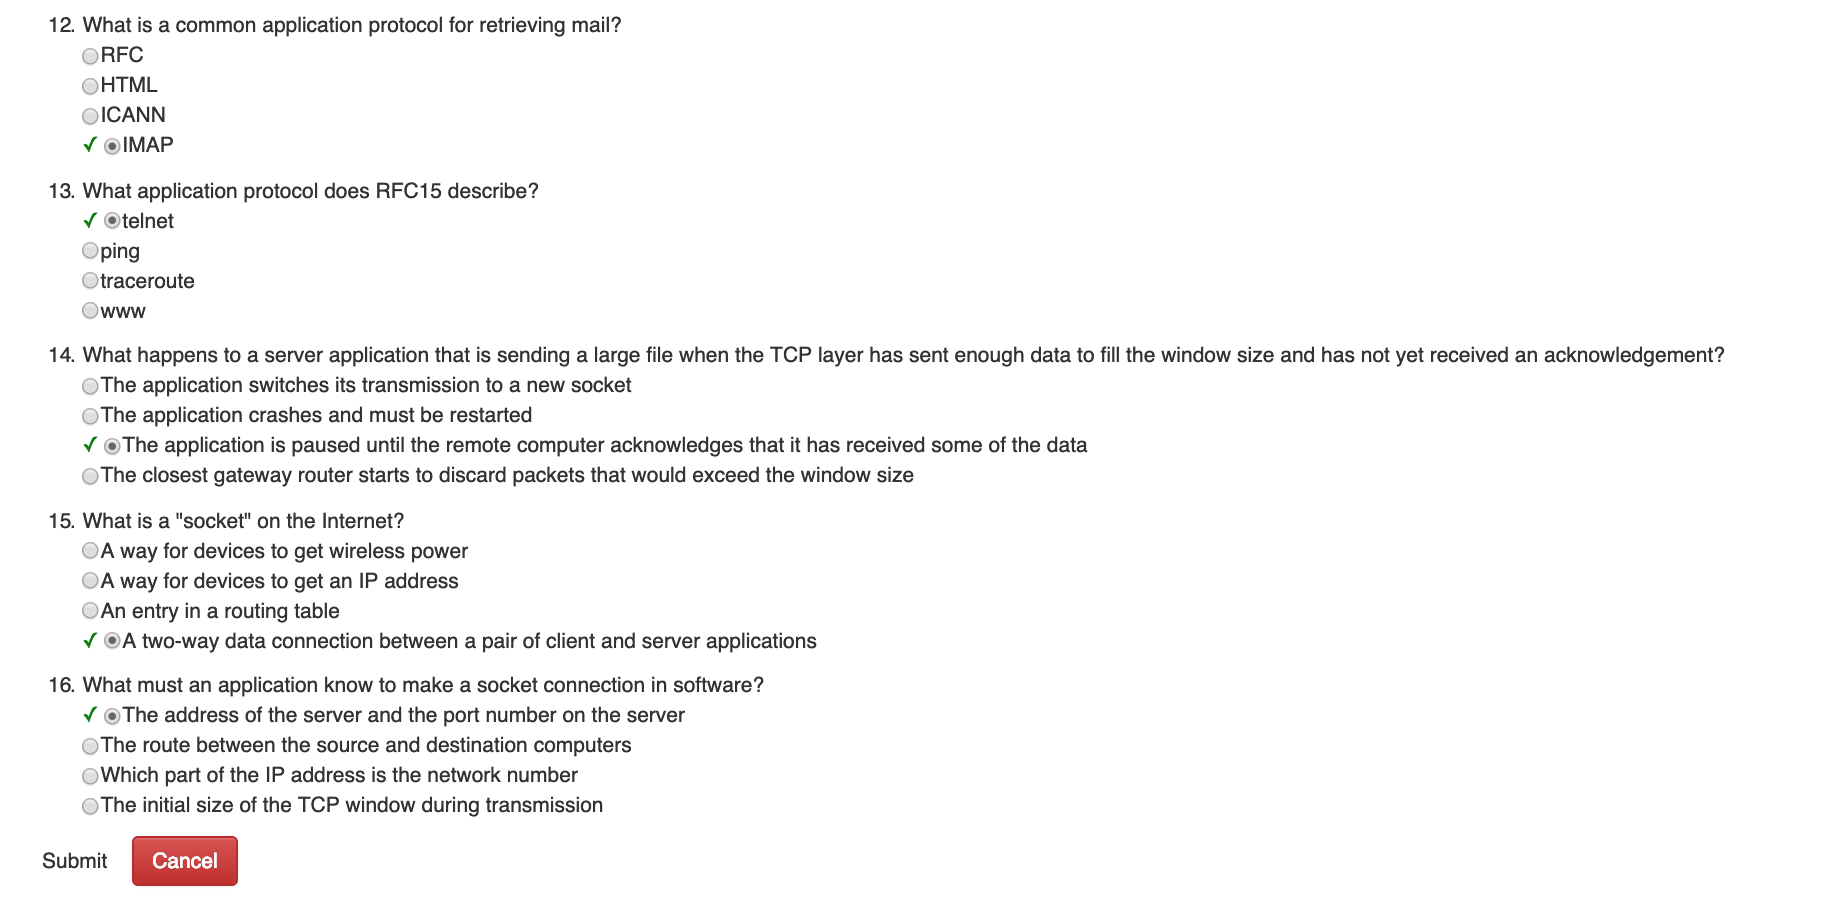 12. What is a common application protocol for retrieving mail?
RFC
HTML
ICANN
✓ IMAP
13. What application protocol does RFC15 describe?
✓ telnet
ping
traceroute
www
14. What happens to a server application that is sending a large file when the TCP layer has sent enough data to fill the window size and has not yet received an acknowledgement?
The application switches its transmission to a new socket
The application crashes and must be restarted
✓ The application is paused until the remote computer acknowledges that it has received some of the data
The closest gateway router starts to discard packets that would exceed the window size
15. What is a "socket" on the Internet?
A way for devices to get wireless power
A way for devices to get an IP address
An entry in a routing table
✓ A two-way data connection between a pair of client and server applications
16. What must an application know to make a socket connection in software?
✓ The address of the server and the port number on the server
The route between the source and destination computers
Which part of the IP address is the network number
The initial size of the TCP window during transmission
Submit Cancel